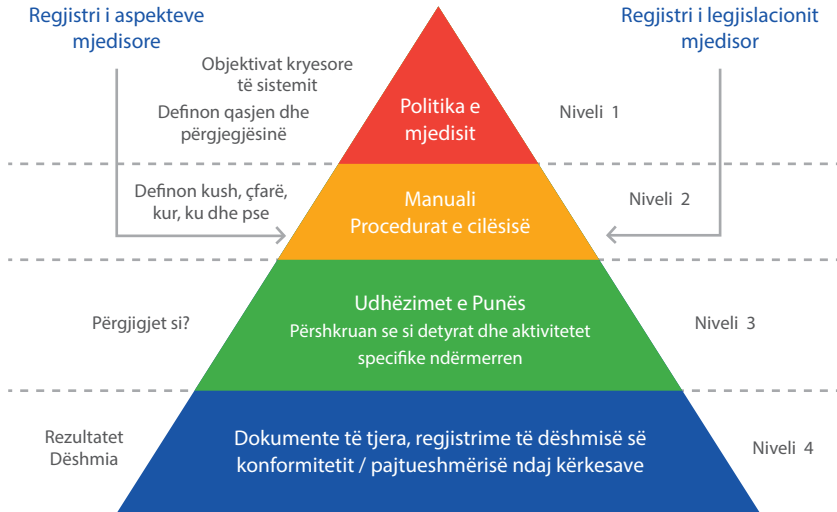 Regjistri i aspekteve
mjedisore
Regjistri i legjislacionit
mjedisor
Objektivat kryesore
të sistemit
Definon qasjen dhe
përgjegjësinë
Politika e
mjedisit
Niveli 1
Definon kush, çfarë,
kur, ku dhe pse
Manuali
Procedurat e cilësisë
Niveli 2
Përgjigjet si?
Udhëzimet e Punës
Përshkruan se si detyrat dhe aktivitetet
specifike ndërmerren
Niveli 3
Rezultatet
Dëshmia
Dokumente të tjera, regjistrime të dëshmisë së
konformitetit / pajtueshmërisë ndaj kërkesave
Niveli 4